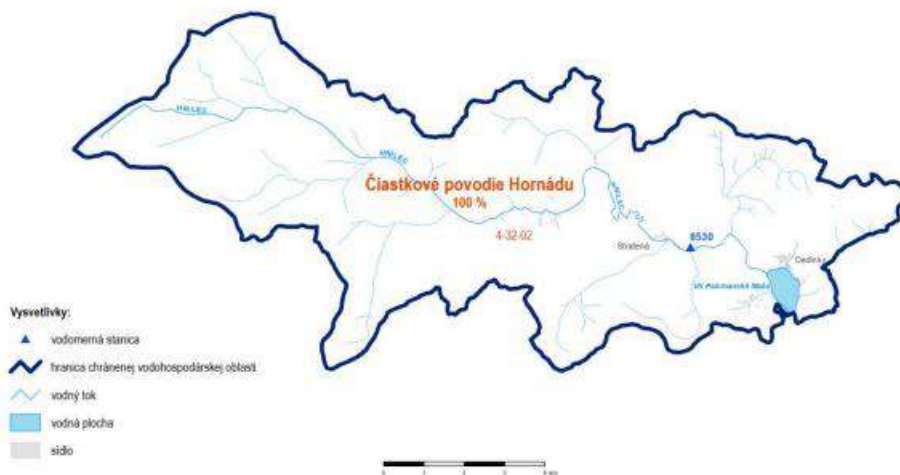 HNILEC
HNILEC
Čiastkové povodie Hornádu
100 %
4-32-02
HNILEC
Stratená
6530
Dedinky
VN Palcmanská Maša
Vysvetlivky:
vodomerná stanica
hranica chránenej vodohospodárskej oblasti
vodný tok
vodná plocha
sídlo